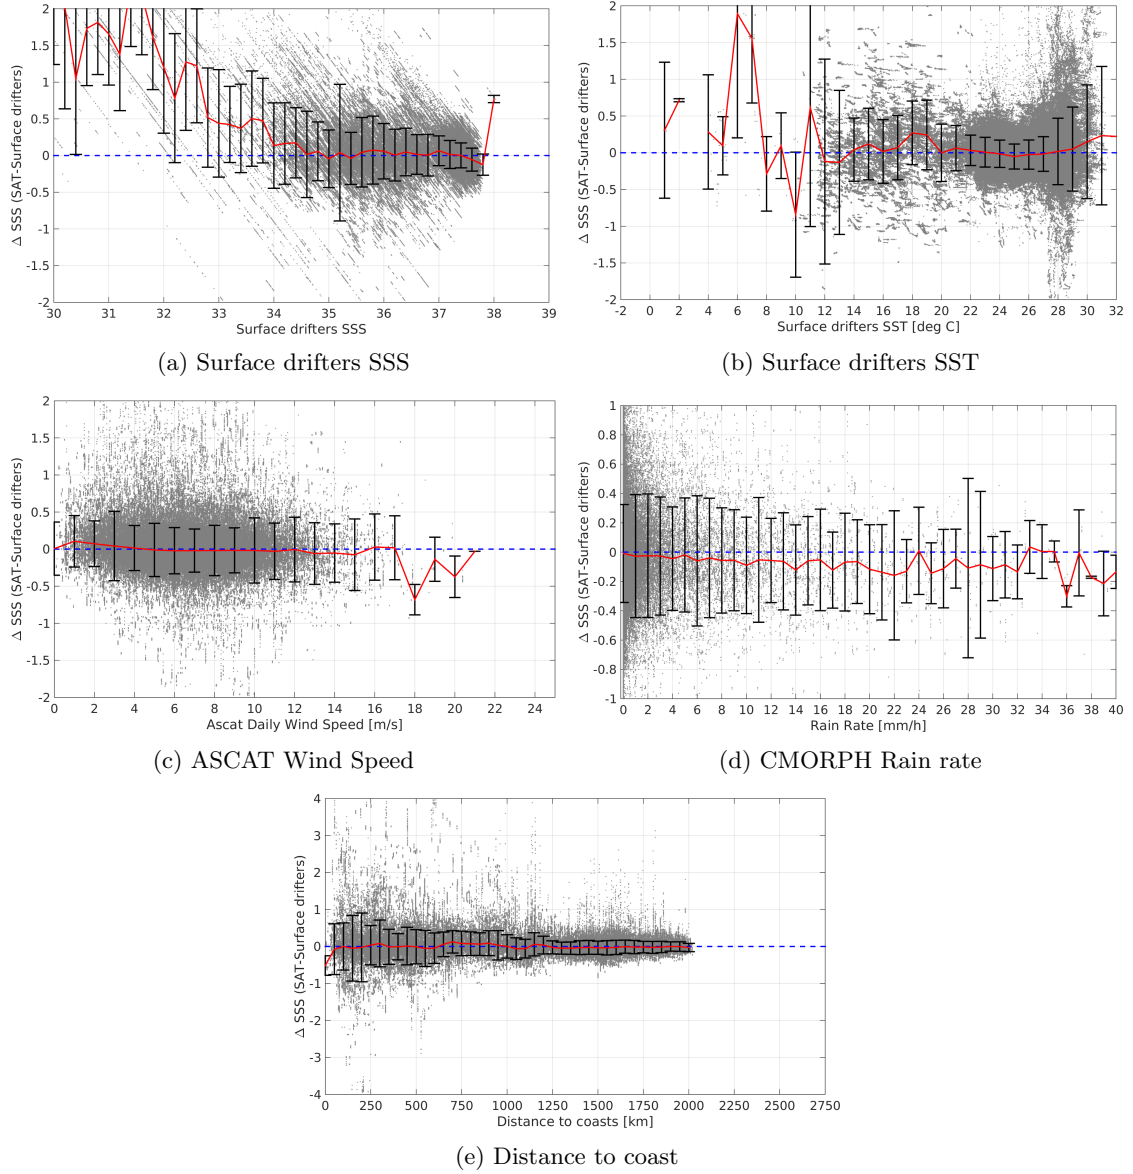 2
1.5
1
0.5
0
-0.5
-1
-1.5
-2
Δ SSS (SAT-Surface drifters)
30 31 32 33 34 35 36 37 38 39
Surface drifters SSS
(a) Surface drifters SSS
2
1.5
1
0.5
0
-0.5
-1
-1.5
-2
Δ SSS (SAT-Surface drifters)
-2 0 2 4 6 8 10 12 14 16 18 20 22 24 26 28 30 32
Surface drifters SST [deg C]
(b) Surface drifters SST
2
1.5
1
0.5
0
-0.5
-1
-1.5
-2
Δ SSS (SAT-Surface drifters)
0 2 4 6 8 10 12 14 16 18 20 22 24
Ascat Daily Wind Speed [m/s]
(c) ASCAT Wind Speed
1
0.8
0.6
0.4
0.2
0
-0.2
-0.4
-0.6
-0.8
-1
Δ SSS (SAT-Surface drifters)
0 2 4 6 8 10 12 14 16 18 20 22 24 26 28 30 32 34 36 38 40
Rain Rate [mm/h]
(d) CMORPH Rain rate
4
3
2
1
0
-1
-2
-3
-4
Δ SSS (SAT-Surface drifters)
0 250 500 750 1000 1250 1500 1750 2000 2250 2500 2750
Distance to coasts [km]
(e) Distance to coast